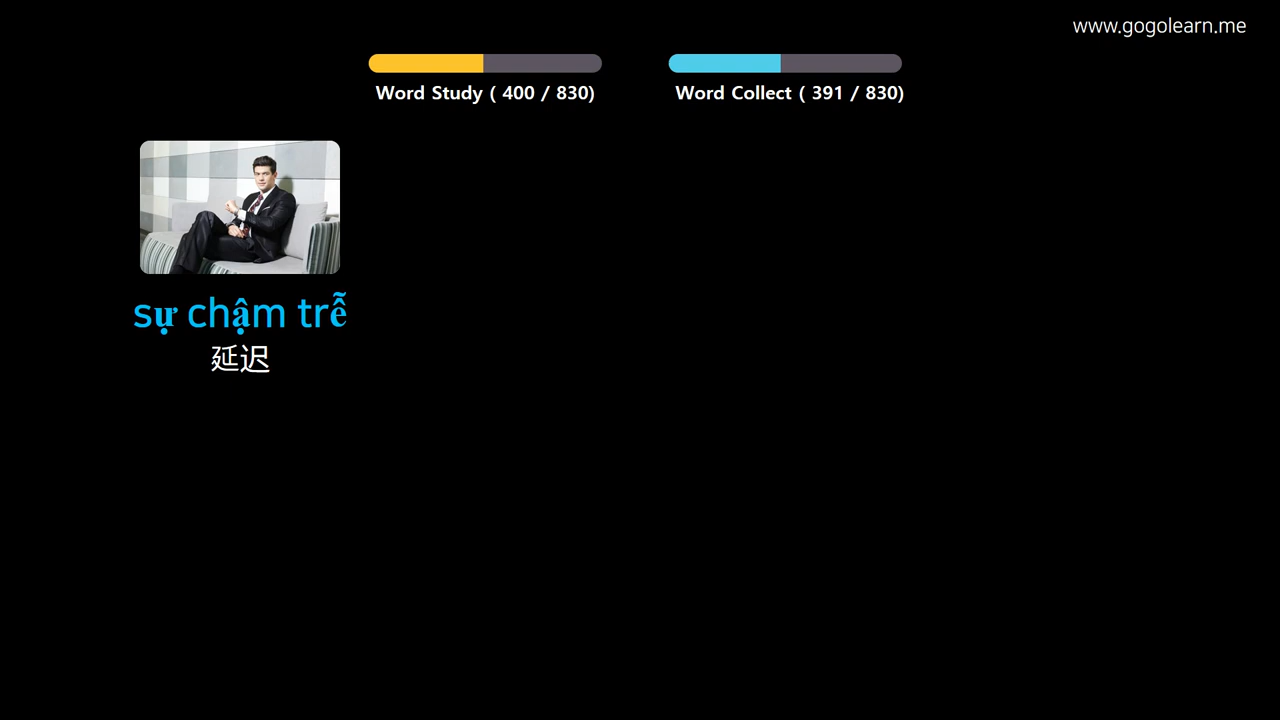 www.gogolearn.me
Word Study ( 400 / 830)
Word Collect ( 391 / 830)
sự chậm trễ
延迟